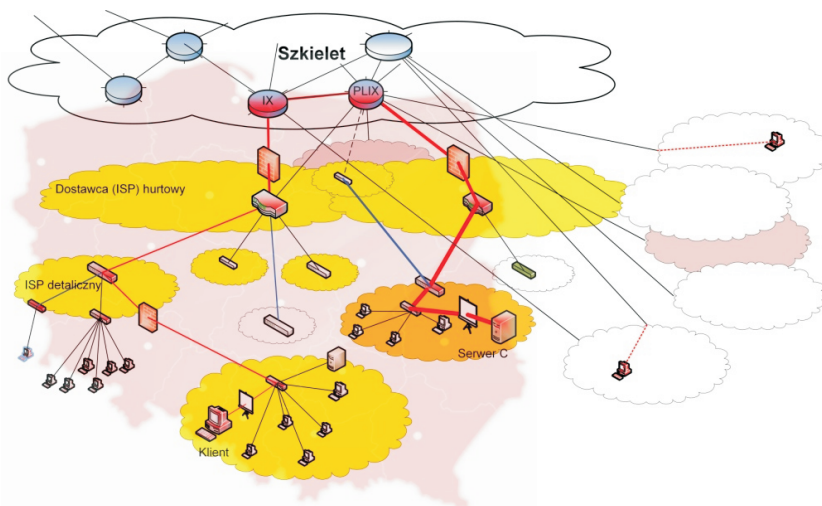 Szkielet
IX
PLIX
Dostawca (ISP) hurtowy
ISP detaliczny
Serwer C
Klient